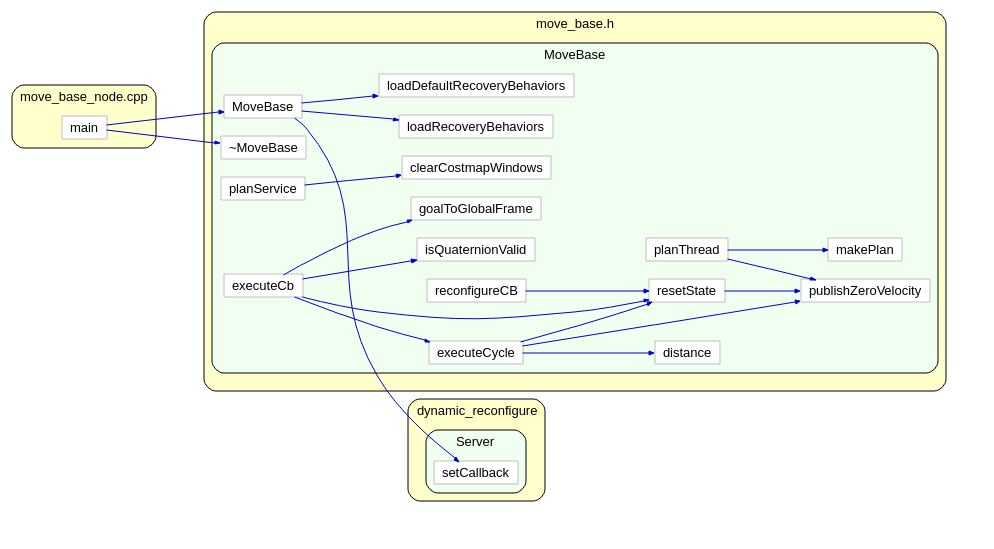 move_base.h
MoveBase
move_base_node.cpp
main
MoveBase
~MoveBase
planService
executeCb
loadDefaultRecoveryBehaviors
loadRecoveryBehaviors
clearCostmapWindows
goalToGlobalFrame
isQuaternionValid
reconfigureCB
executeCycle
planThread
resetState
distance
makePlan
publishZeroVelocity
dynamic_reconfigure
Server
setCallback